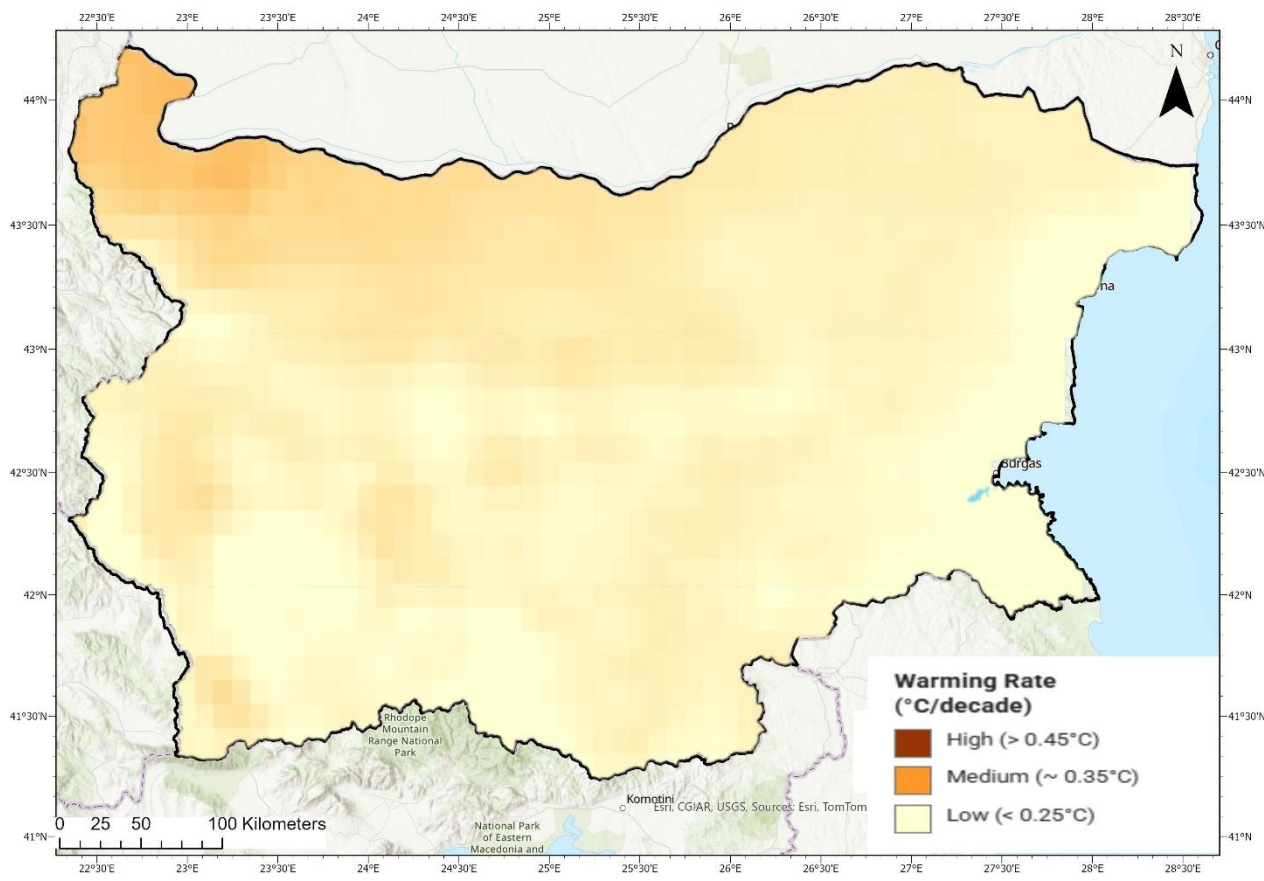 22°30'E 23°E 23°30'E 24°E 24°30'E 25°E 25°30'E 26°E 26°30'E 27°E 27°30'E 28°E 28°30'E
N
44°N 44°N
43°30'N 43°30'N
na
43°N 43°N
42°30'N 42°30'N
Burgas
42°N 42°N
41°30'N 41°30'N
Rhodope
Mountain
Range National
Park
Warming Rate
(°C/decade)
High (> 0.45°C)
Medium (~ 0.35°C)
Low (< 0.25°C)
Komotini
Esri, CGIAR, USGS, Sources: Esri, TomTom
0 25 50 100 Kilometers
National Park
of Eastern
Macedonia and
41°N 41°N
22°30'E 23°E 23°30'E 24°E 24°30'E 25°E 25°30'E 26°E 26°30'E 27°E 27°30'E 28°E 28°30'E